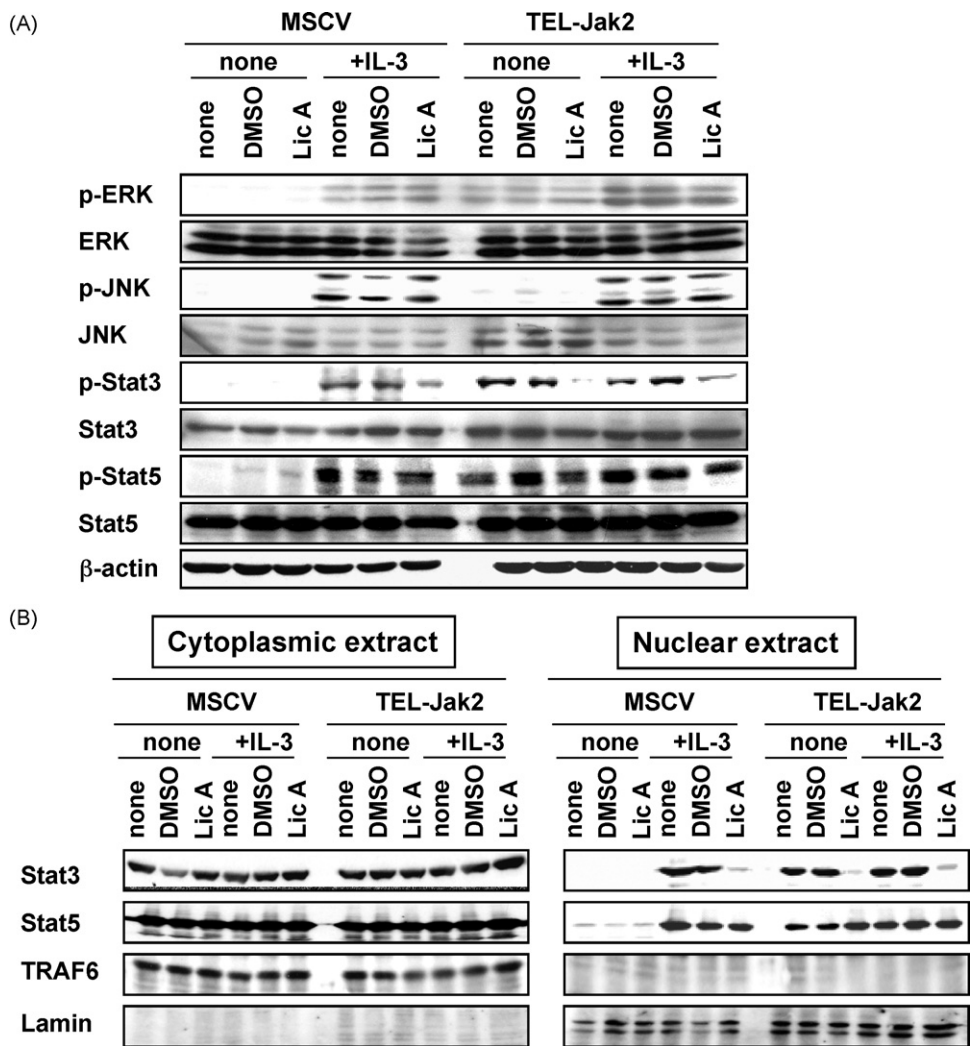 (A)
MSCV TEL-Jak2
none +IL-3 none +IL-3
none DMSO Lic A none DMSO Lic A none DMSO Lic A none DMSO Lic A
p-ERK
ERK
p-JNK
JNK
p-Stat3
Stat3
p-Stat5
Stat5
β-actin
(B)
Cytoplasmic extract Nuclear extract
MSCV TEL-Jak2 MSCV TEL-Jak2
none +IL-3 none +IL-3 none +IL-3 none +IL-3
none DMSO Lic A none DMSO Lic A none DMSO Lic A none DMSO Lic A none DMSO Lic A none DMSO Lic A none DMSO Lic A none DMSO Lic A
Stat3
Stat5
TRAF6
Lamin